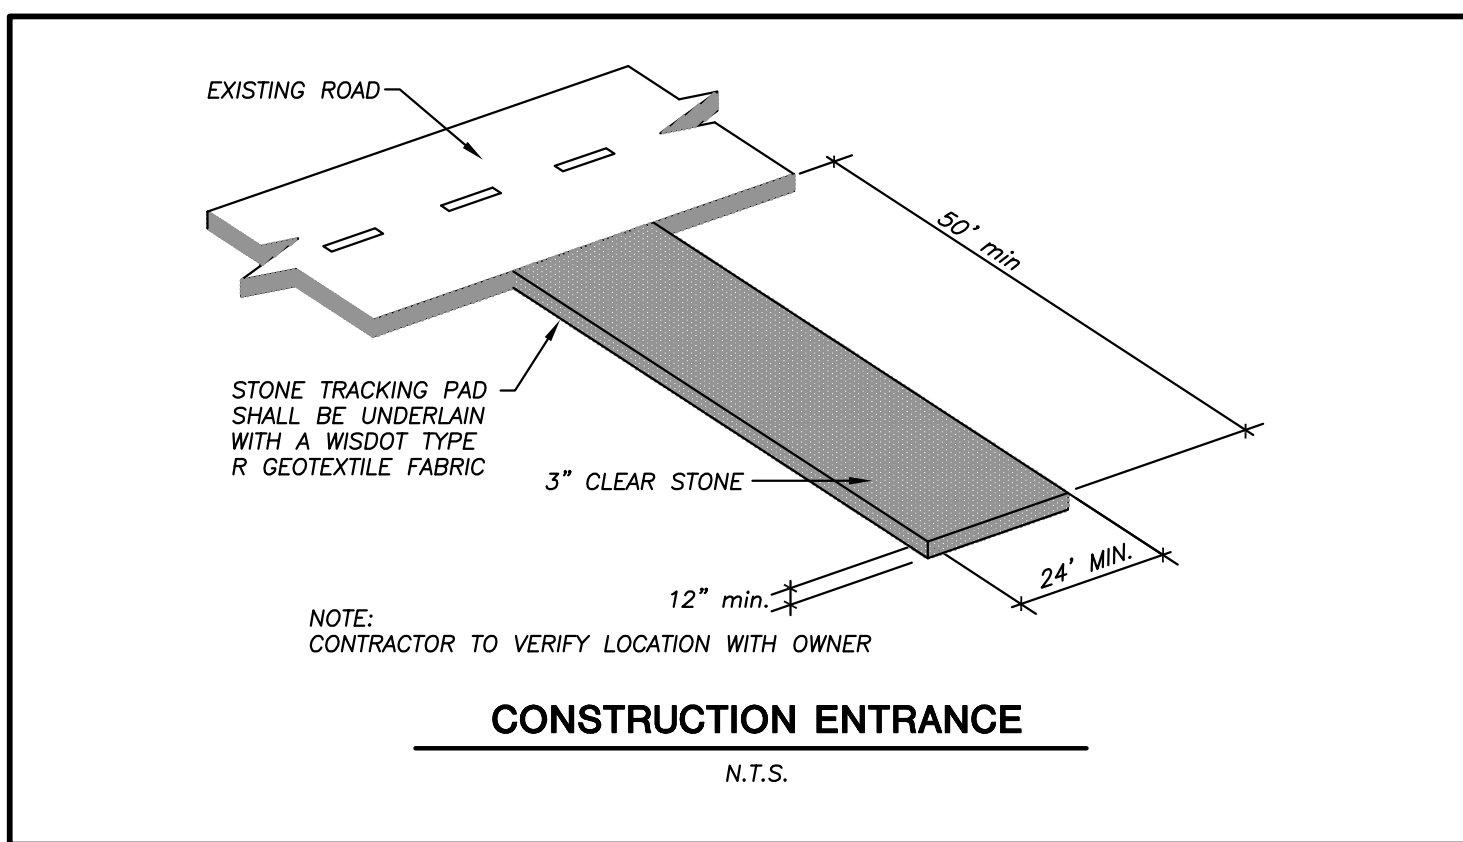 EXISTING ROAD
50' min
STONE TRACKING PAD
SHALL BE UNDERLAIN
WITH A WISDOT TYPE
R GEOTEXTILE FABRIC
3" CLEAR STONE
24' MIN.
12" min.
NOTE:
CONTRACTOR TO VERIFY LOCATION WITH OWNER
CONSTRUCTION ENTRANCE
N.T.S.